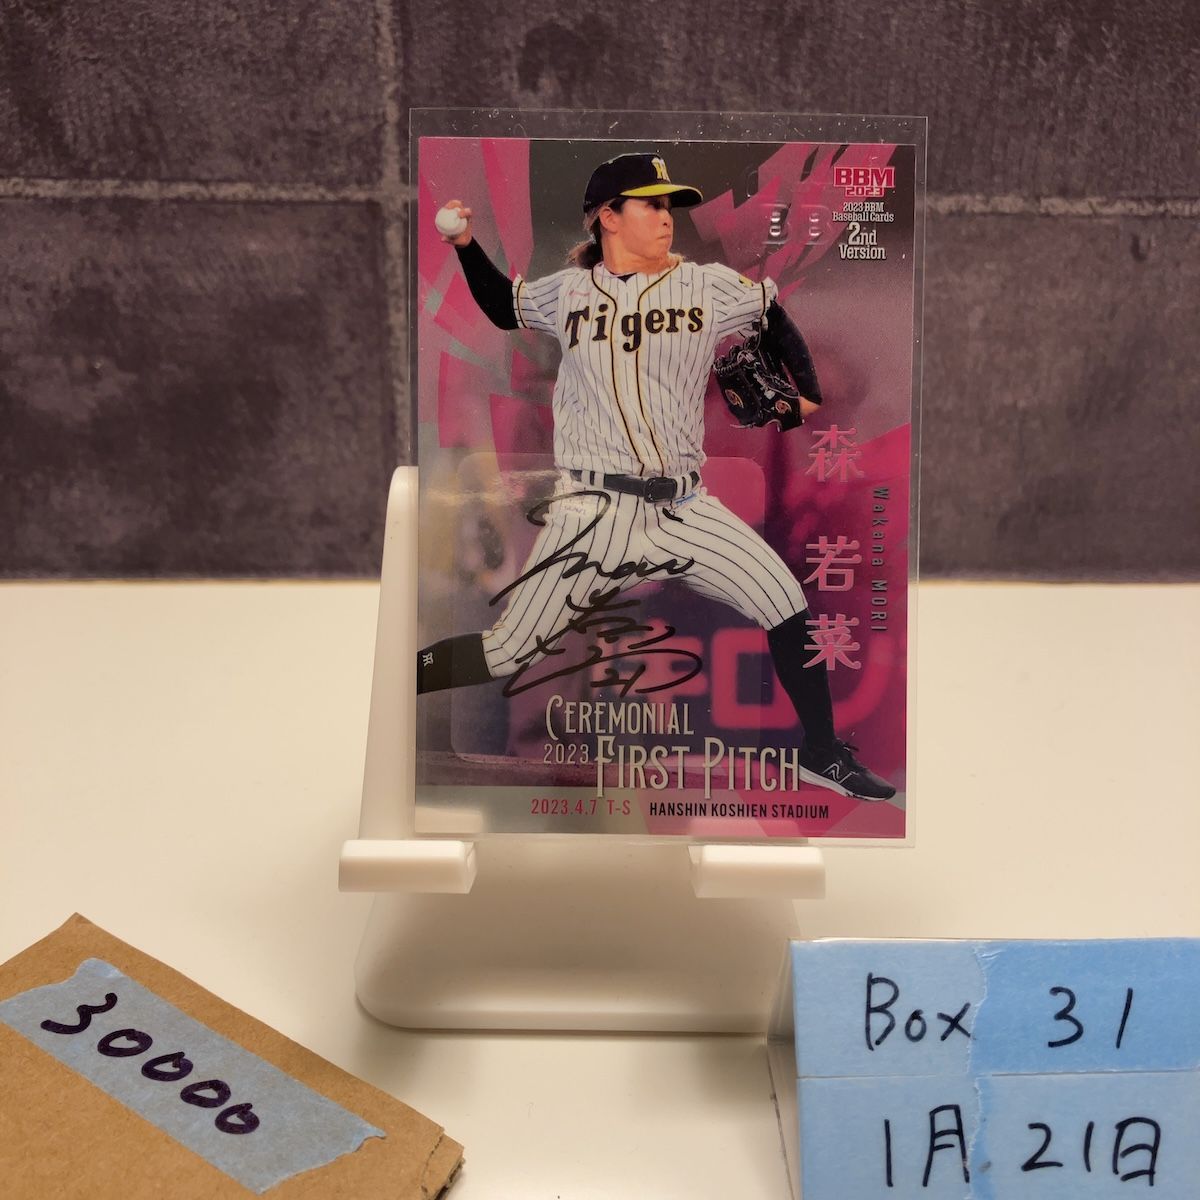 BBM
2023
2023 BBM
Baseball Cards
2nd
Version
Tigers
森若菜
Wakana MORI
21
CEREMONIAL
2023 FIRST PITCH
2023.4.7 T-S HANSHIN KOSHIEN STADIUM
30000
Box 31
1月21日